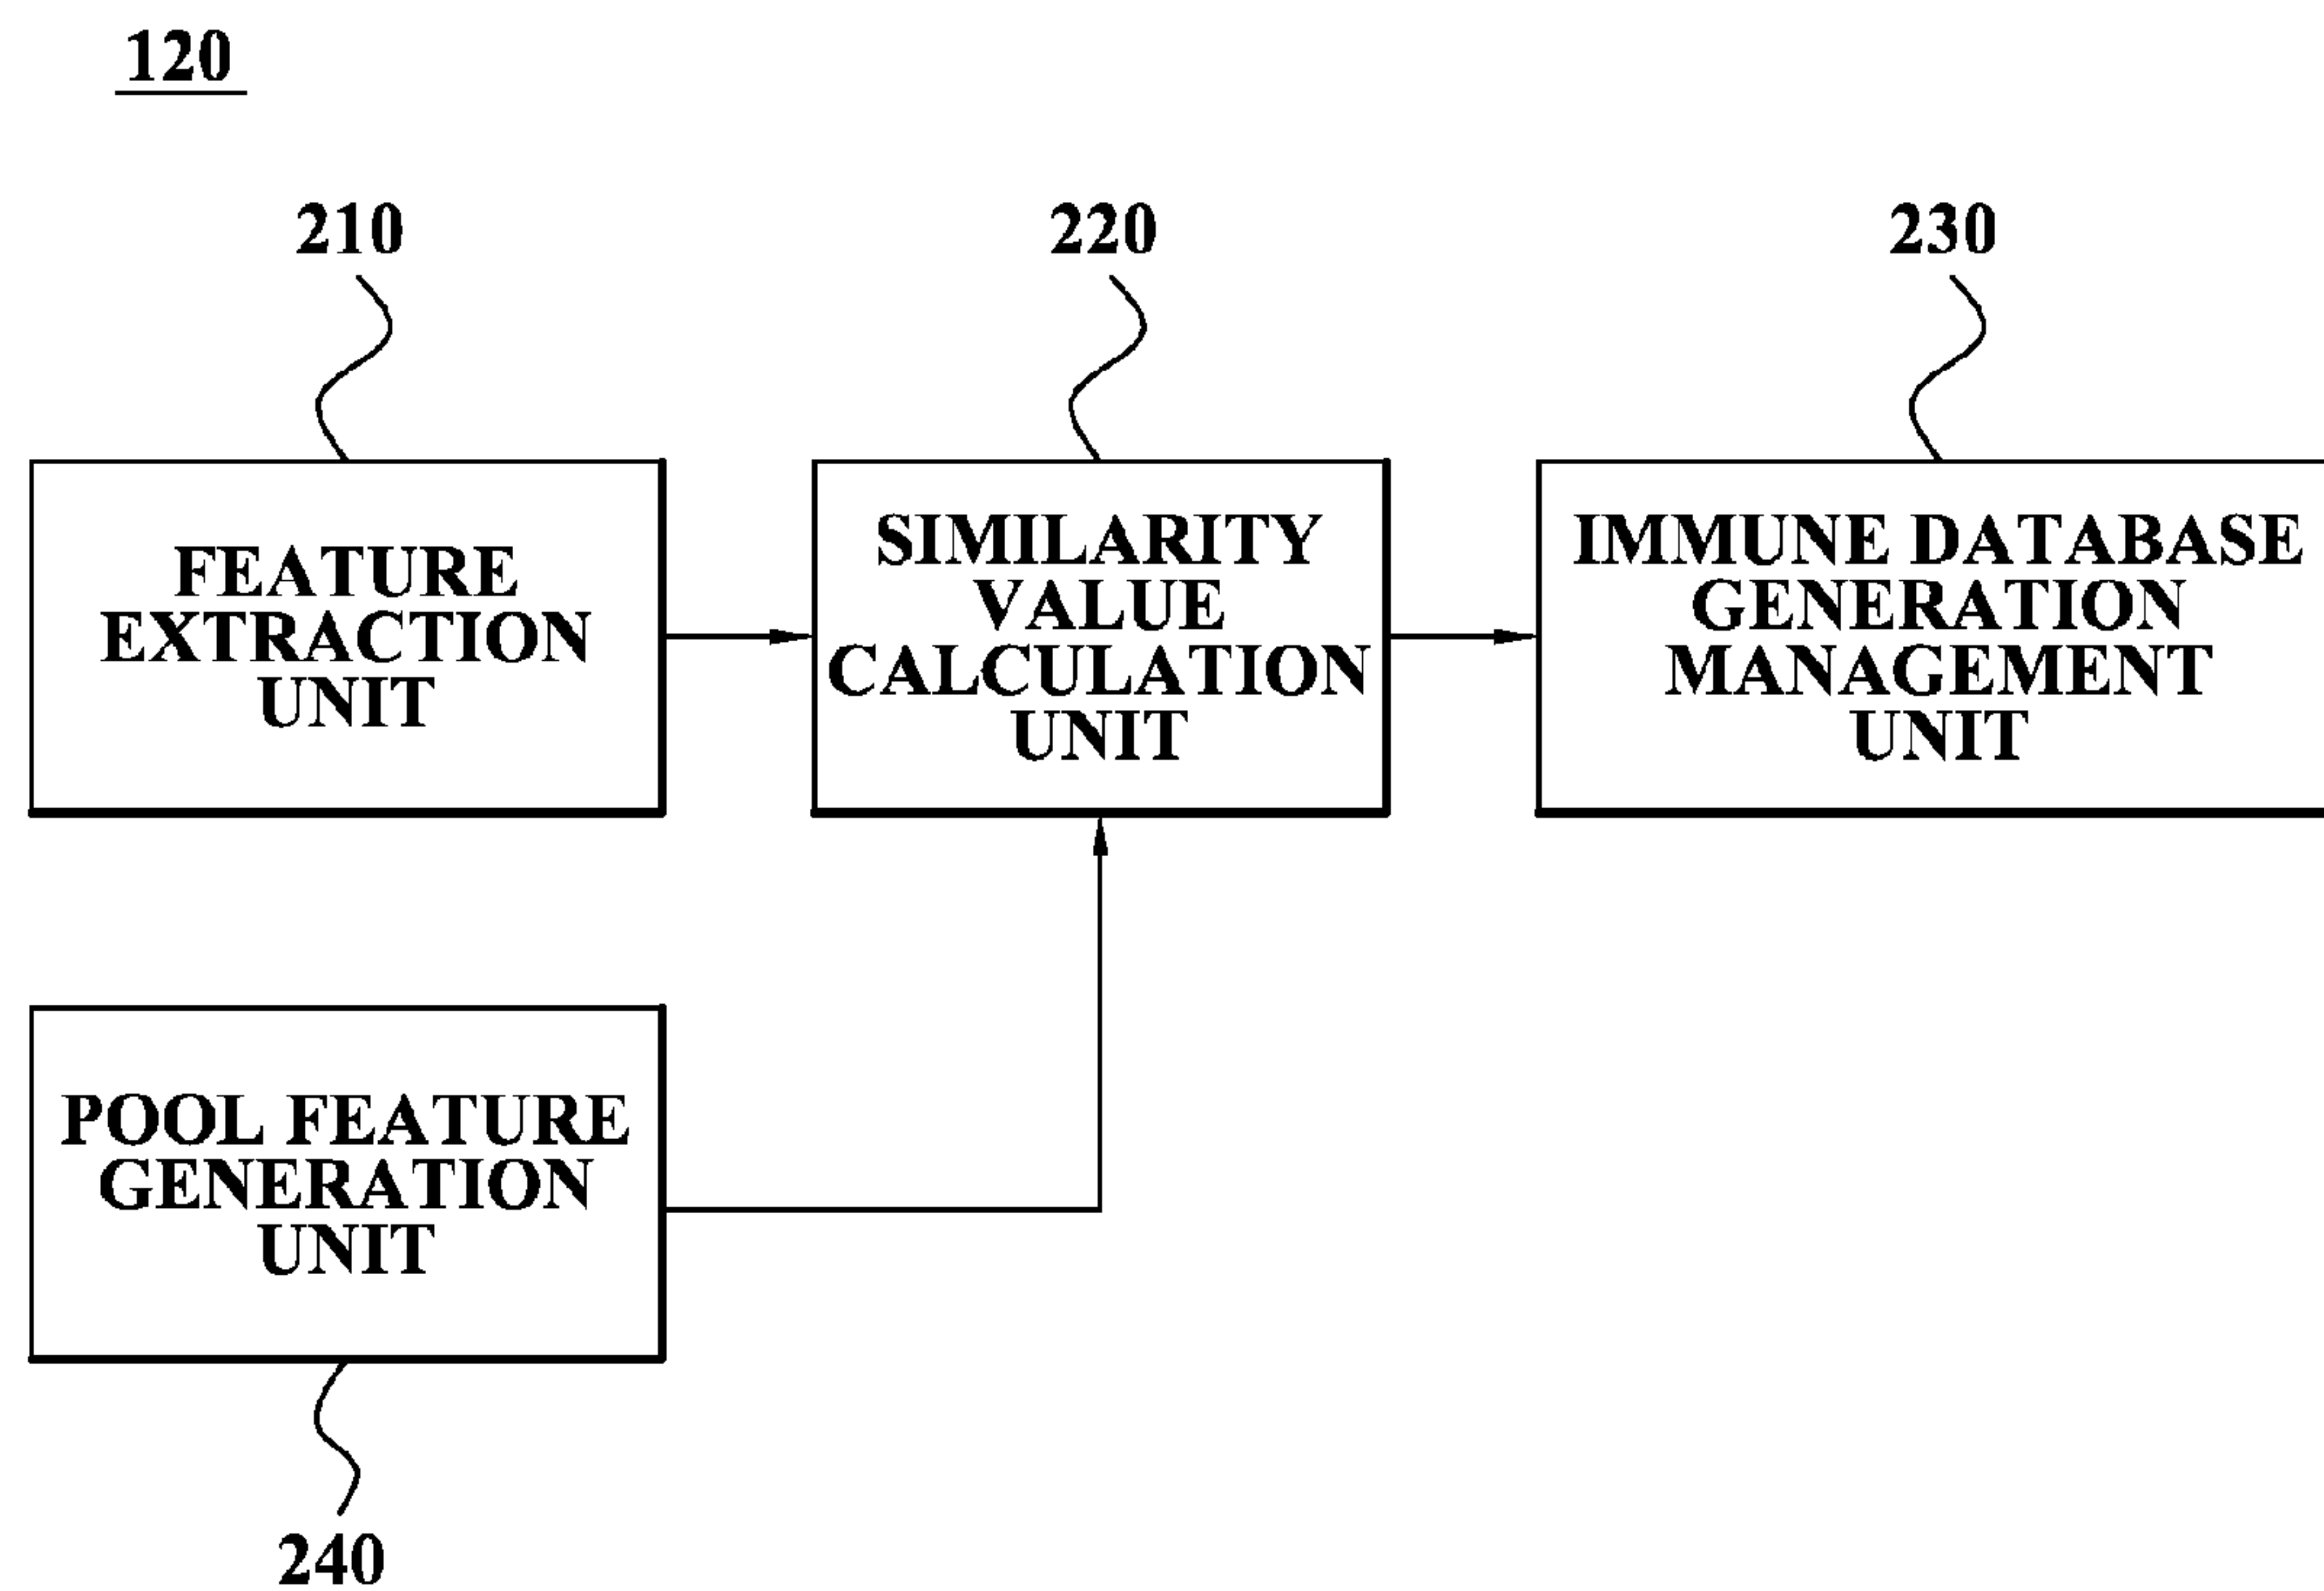 120
210
220
230
FEATURE
EXTRACTION
UNIT
SIMILARITY
VALUE
CALCULATION
UNIT
IMMUNE DATABASE
GENERATION
MANAGEMENT
UNIT
POOL FEATURE
GENERATION
UNIT
240